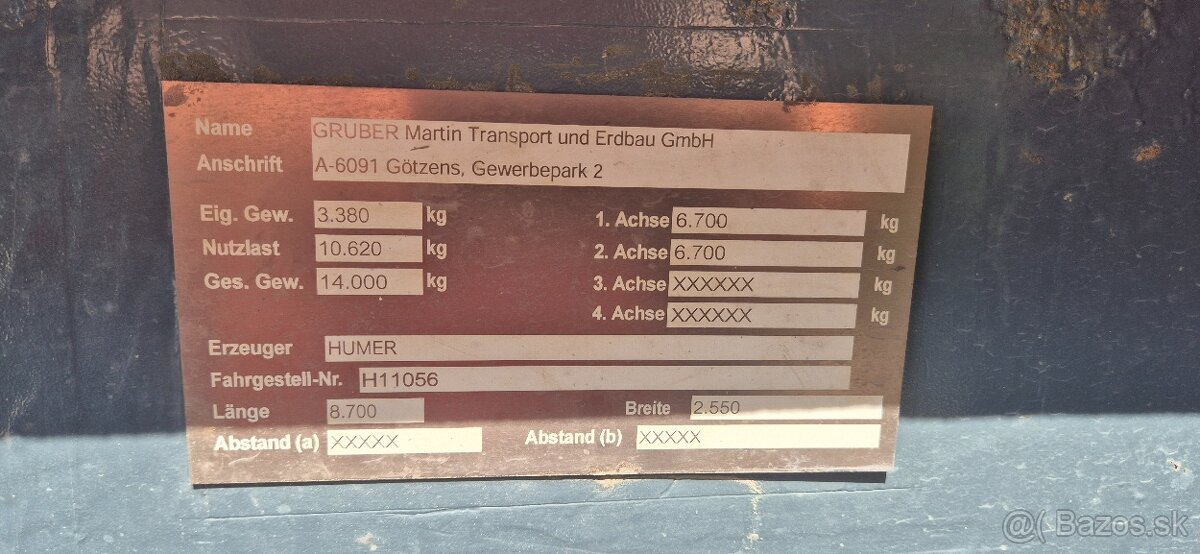 Name GRUBER Martin Transport und Erdbau GmbH
Anschrift A-6091 Götzens, Gewerbepark 2
Eig. Gew. 3.380 kg 1. Achse 6.700 kg
Nutzlast 10.620 kg 2. Achse 6.700 kg
Ges. Gew. 14.000 kg 3. Achse XXXXXX kg
4. Achse XXXXXX kg
Erzeuger HUMER
Fahrgestell-Nr. H11056
Länge 8.700 Breite 2.550
Abstand (a) XXXXX Abstand (b) XXXXX
@( Bazos.sk